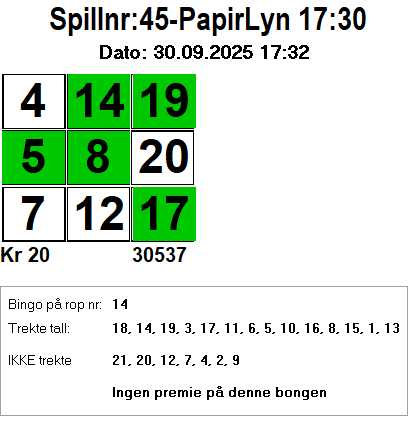 Spillnr:45-PapirLyn 17:30
Dato: 30.09.2025 17:32
4 14 19
5 8 20
7 12 17
Kr 20 30537
Bingo på rop nr: 14
Trekte tall: 18, 14, 19, 3, 17, 11, 6, 5, 10, 16, 8, 15, 1, 13
IKKE trekte 21, 20, 12, 7, 4, 2, 9
Ingen premie på denne bongen